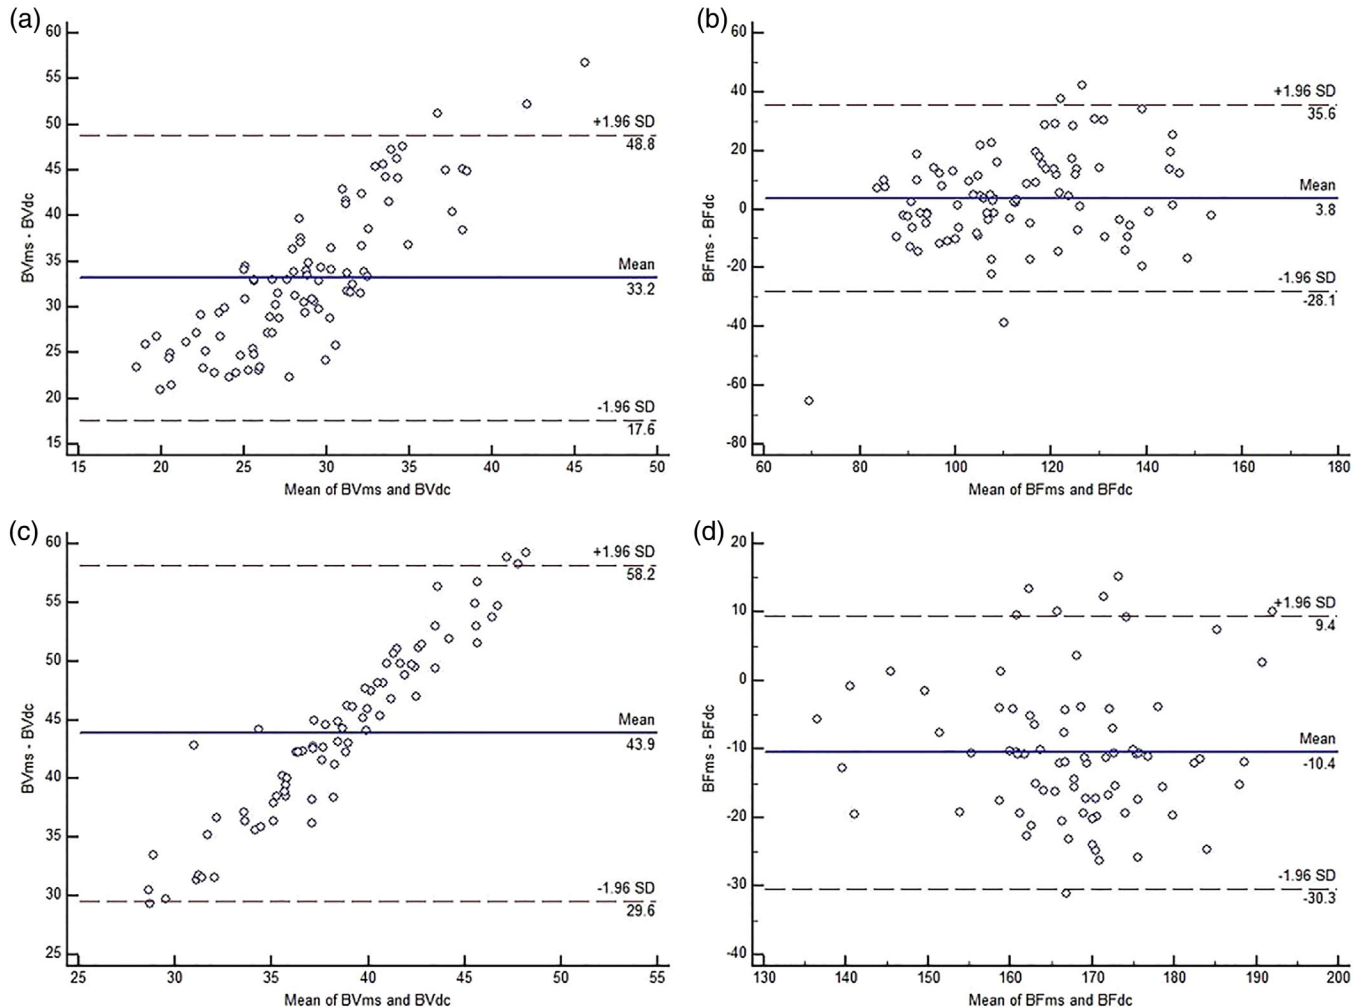 (a)
60
55
50
45
40
35
30
25
20
15
BVms - BVdc
+1.96 SD
48.8
Mean
33.2
-1.96 SD
17.6
15 20 25 30 35 40 45 50
Mean of BVms and BVdc
(b)
60
40
20
0
-20
-40
-60
-80
BFms - BFdc
+1.96 SD
35.6
Mean
3.8
-1.96 SD
-28.1
60 80 100 120 140 160 180
Mean of BFms and BFdc
(c)
60
55
50
45
40
35
30
25
BVms - BVdc
+1.96 SD
58.2
Mean
43.9
-1.96 SD
29.6
25 30 35 40 45 50 55
Mean of BVms and BVdc
(d)
20
10
0
-10
-20
-30
-40
BFms - BFdc
+1.96 SD
9.4
Mean
-10.4
-1.96 SD
-30.3
130 140 150 160 170 180 190 200
Mean of BFms and BFdc